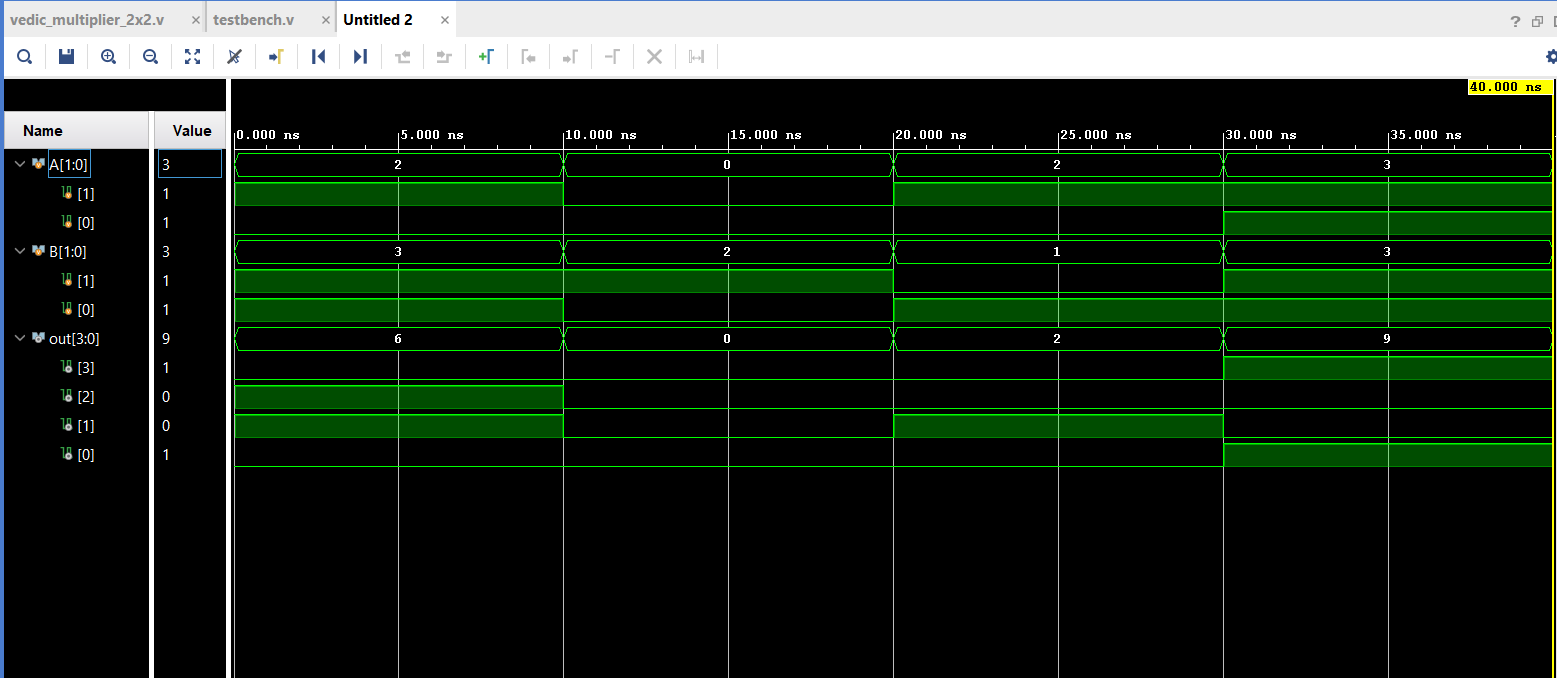 vedic_multiplier_2x2.v × testbench.v × Untitled 2 ×
?
40.000 ns
Name Value 0.000 ns 5.000 ns 10.000 ns 15.000 ns 20.000 ns 25.000 ns 30.000 ns 35.000 ns
A[1:0] 3 2 0 2 3
[1] 1
[0] 1
B[1:0] 3 3 2 1 3
[1] 1
[0] 1
out[3:0] 9 6 0 2 9
[3] 1
[2] 0
[1] 0
[0] 1